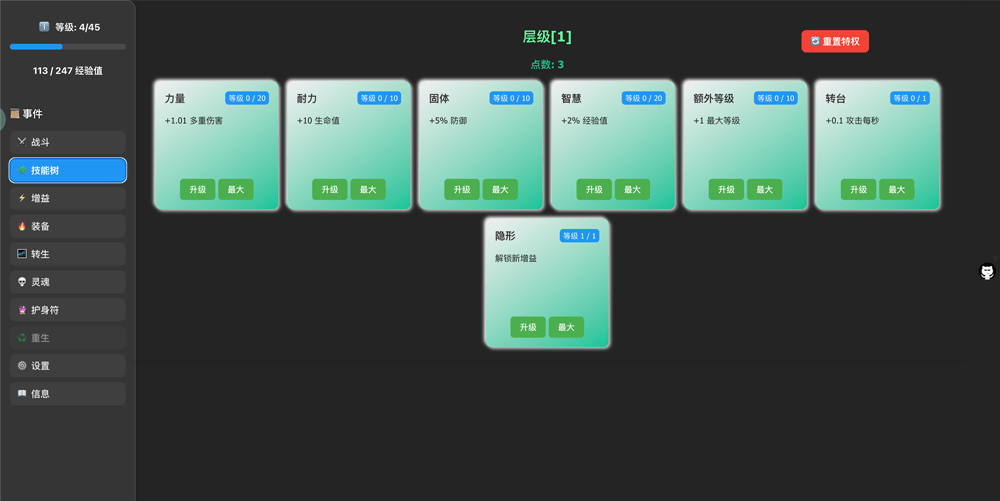 等级: 4/45
113 / 247 经验值
事件
战斗
技能树
增益
装备
转生
灵魂
护身符
重生
设置
信息
层级[1]
点数: 3
重置特权
力量 等级 0 / 20
+1.01 多重伤害
升级 最大
耐力 等级 0 / 10
+10 生命值
升级 最大
固体 等级 0 / 10
+5% 防御
升级 最大
智慧 等级 0 / 20
+2% 经验值
升级 最大
额外等级 等级 0 / 10
+1 最大等级
升级 最大
转台 等级 0 / 1
+0.1 攻击每秒
升级 最大
隐形 等级 1 / 1
解锁新增益
升级 最大